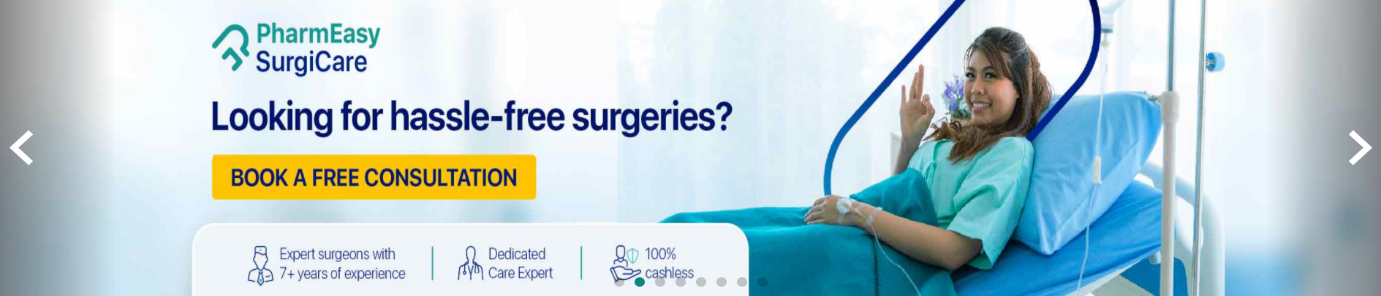 PharmEasy
SurgiCare
Looking for hassle-free surgeries?
BOOK A FREE CONSULTATION
Expert surgeons with
7+ years of experience
Dedicated
Care Expert
100%
cashless